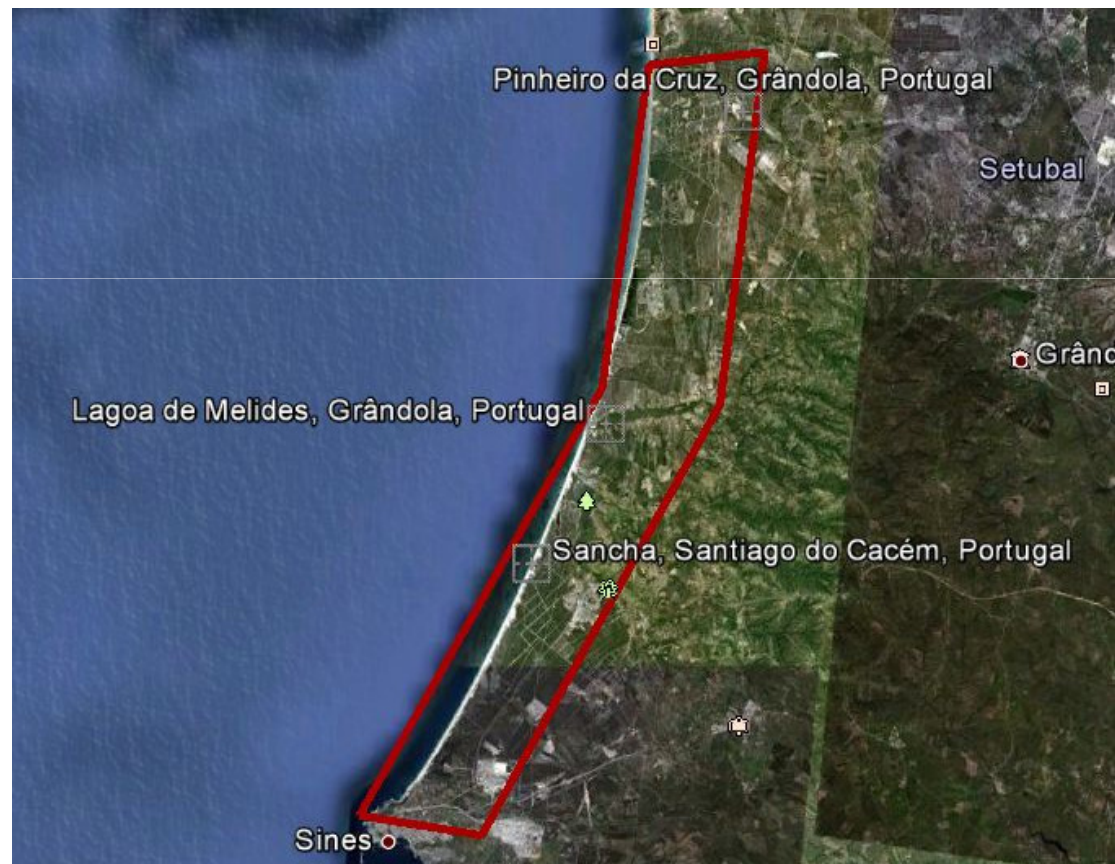 Pinheiro da Cruz, Grândola, Portugal
Setubal
Grând
Lagoa de Melides, Grândola, Portugal
Sancha, Santiago do Cacém, Portugal
Sines